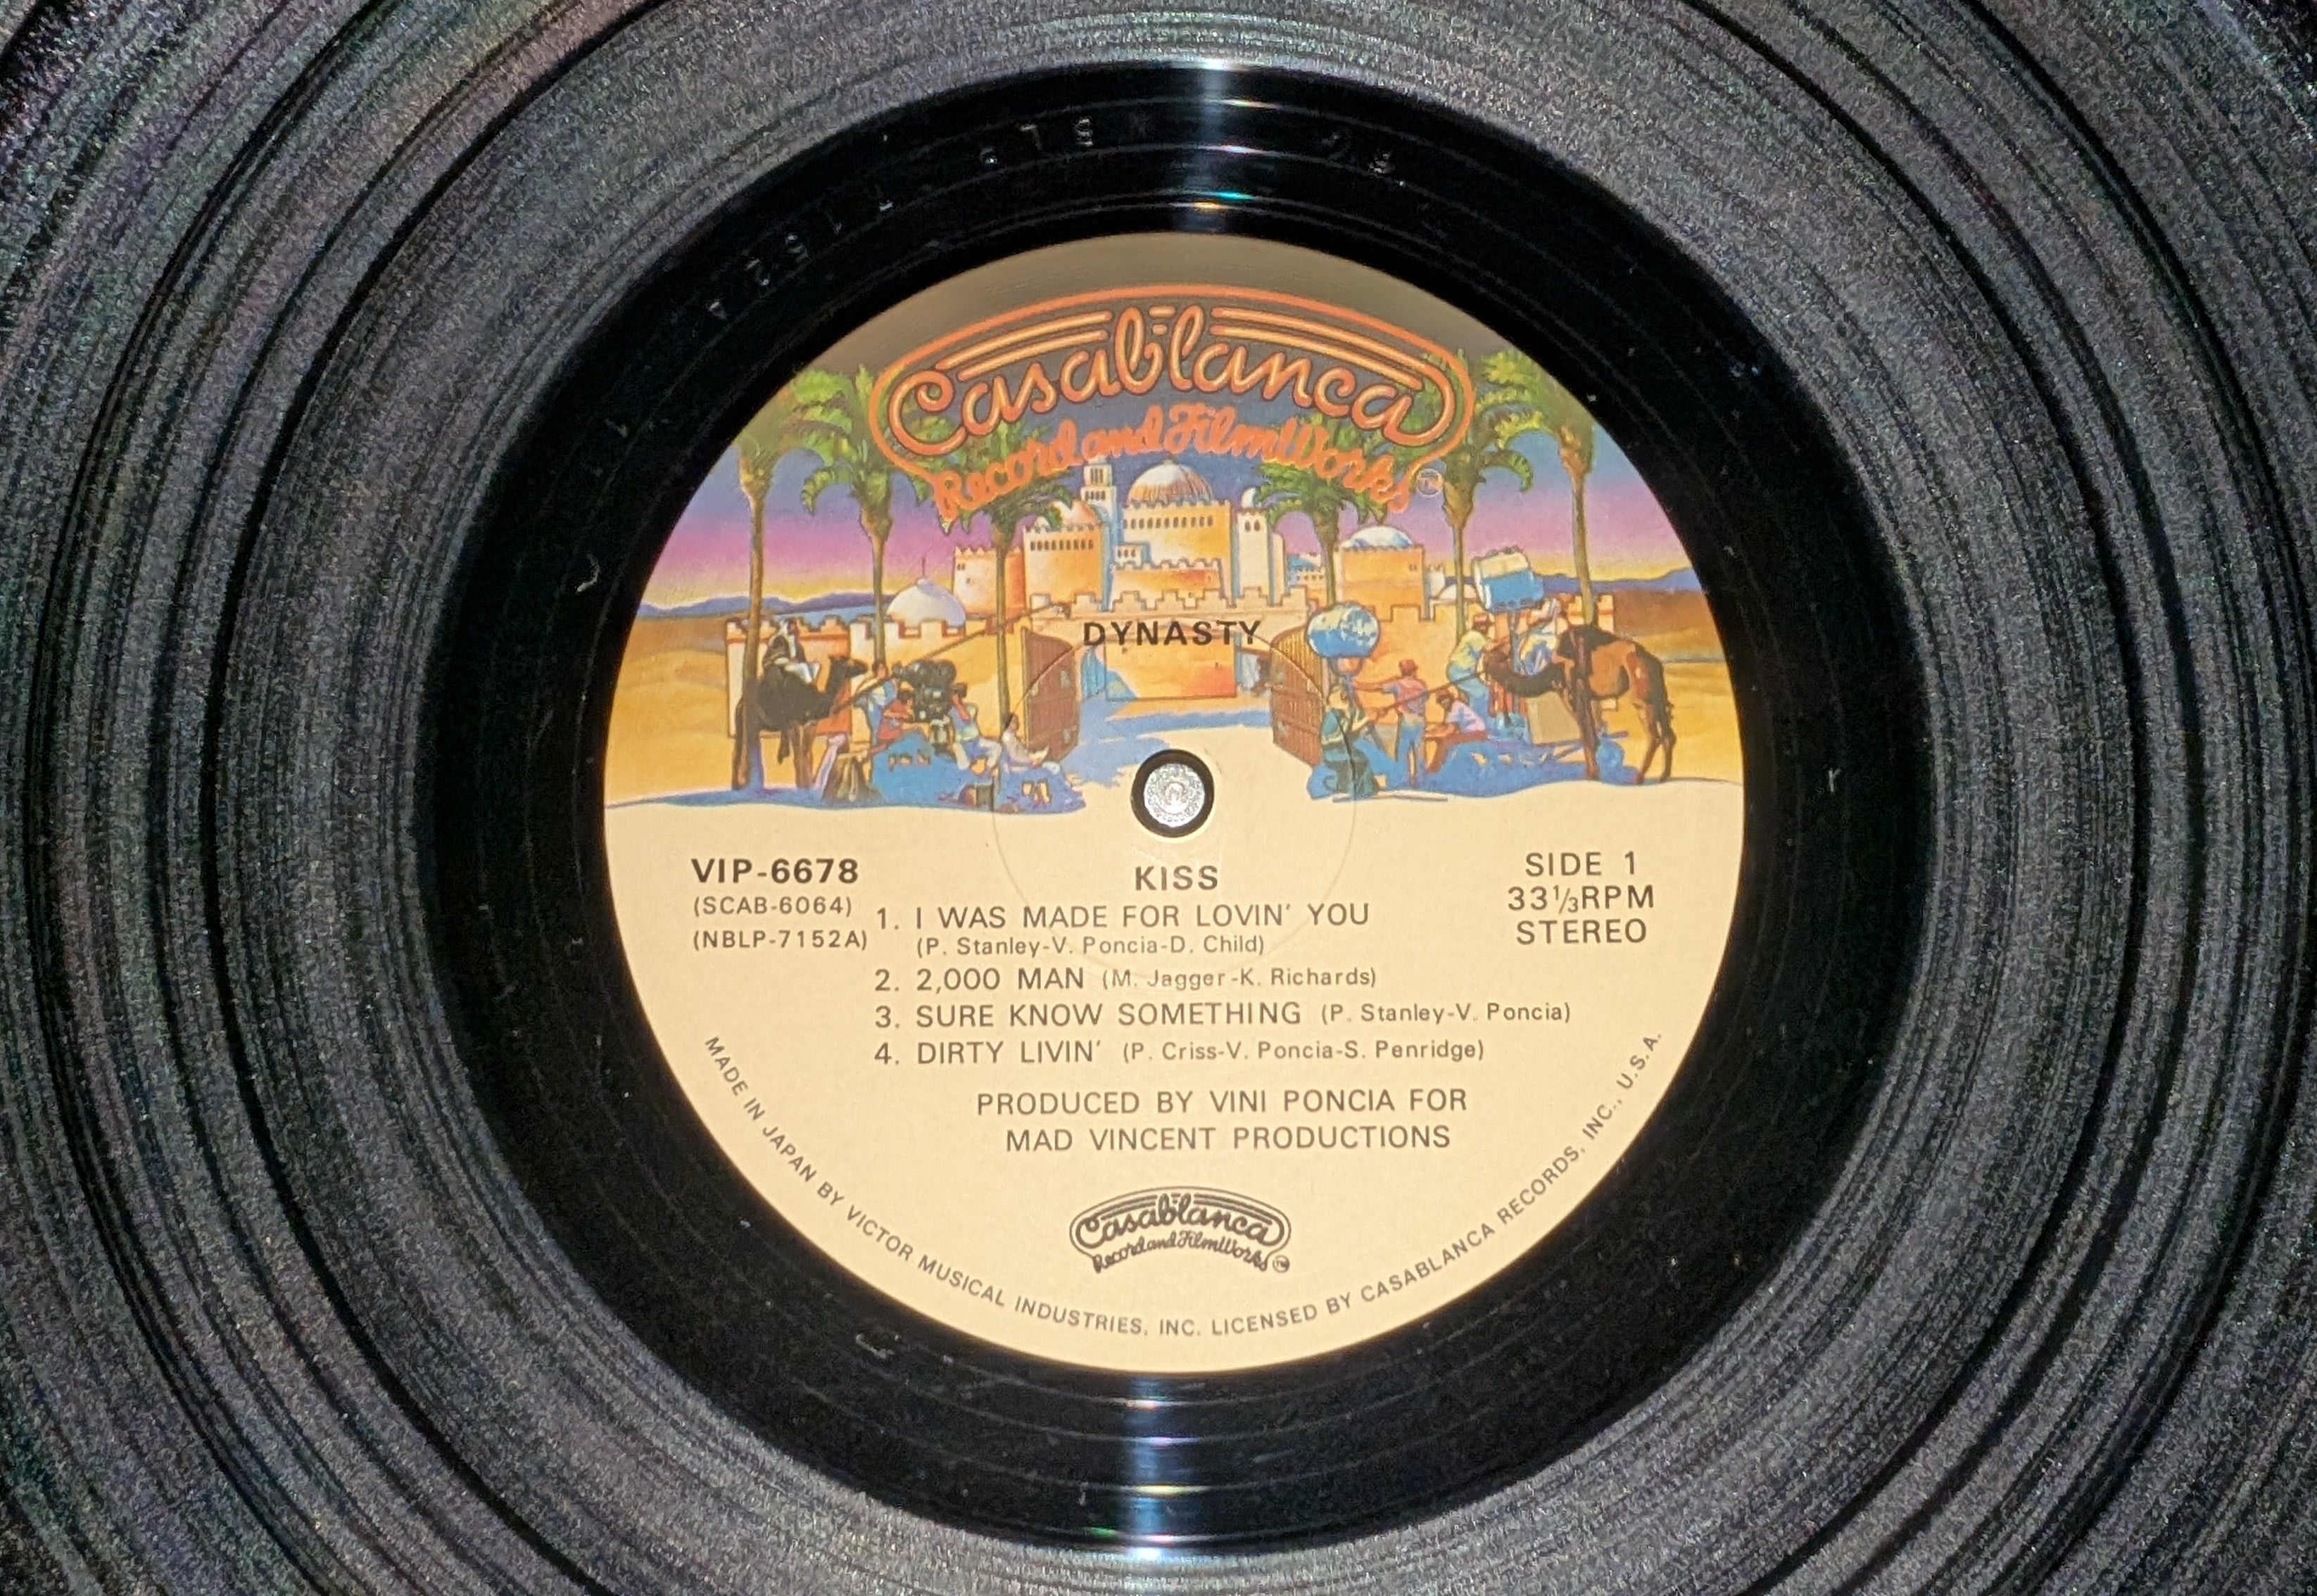 Casablanca
Record and FilmWorks
TM
DYNASTY
VIP-6678
(SCAB-6064)
(NBLP-7152A)
KISS
SIDE 1
33⅓RPM
STEREO
1. I WAS MADE FOR LOVIN' YOU
(P. Stanley-V. Poncia-D. Child)
2. 2,000 MAN (M. Jagger-K. Richards)
3. SURE KNOW SOMETHING (P. Stanley-V. Poncia)
4. DIRTY LIVIN' (P. Criss-V. Poncia-S. Penridge)
PRODUCED BY VINI PONCIA FOR
MAD VINCENT PRODUCTIONS
Casablanca
Record and FilmWorks
TM
MADE IN JAPAN BY VICTOR MUSICAL INDUSTRIES, INC. LICENSED BY CASABLANCA RECORDS, INC., U.S.A.